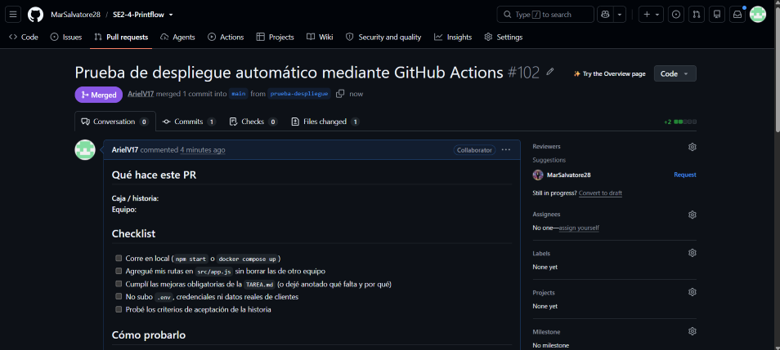 MarSalvatore28 / SE2-4-Printflow
Type / to search
Code
Issues
Pull requests
Agents
Actions
Projects
Wiki
Security and quality
Insights
Settings
Prueba de despliegue automático mediante GitHub Actions #102
Try the Overview page
Code
Merged ArielV17 merged 1 commit into main from prueba-despliegue now
Conversation 0
Commits 1
Checks 0
Files changed 1
+2
ArielV17 commented 4 minutes ago
Collaborator
Qué hace este PR
Caja / historia:
Equipo:
Checklist
Corre en local (npm start o docker compose up)
Agregué mis rutas en src/app.js sin borrar las de otro equipo
Cumplí las mejoras obligatorias de la TAREA.md (o dejé anotado qué falta y por qué)
No subo .env, credenciales ni datos reales de clientes
Probé los criterios de aceptación de la historia
Cómo probarlo
Reviewers
Suggestions
MarSalvatore28 Request
Still in progress? Convert to draft
Assignees
No one—assign yourself
Labels
None yet
Projects
None yet
Milestone
No milestone